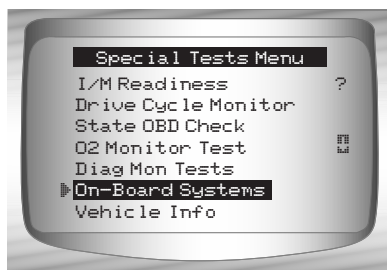 Special Tests Menu
I/M Readiness ?
Drive Cycle Monitor
State OBD Check
O2 Monitor Test
Diag Mon Tests
On-Board Systems
Vehicle Info